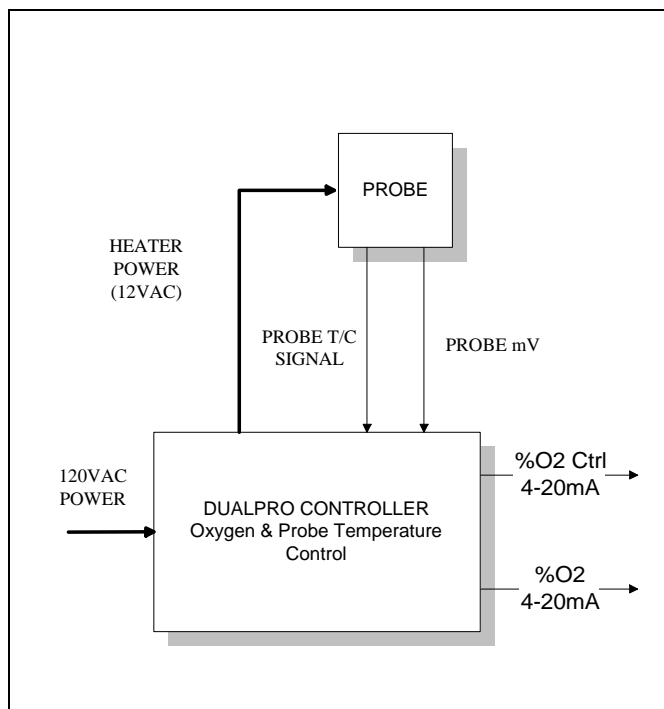 PROBE
HEATER
POWER
(12VAC)
PROBE T/C
SIGNAL
PROBE mV
120VAC
POWER
DUALPRO CONTROLLER
Oxygen & Probe Temperature
Control
%O2 Ctrl
4-20mA
%O2
4-20mA